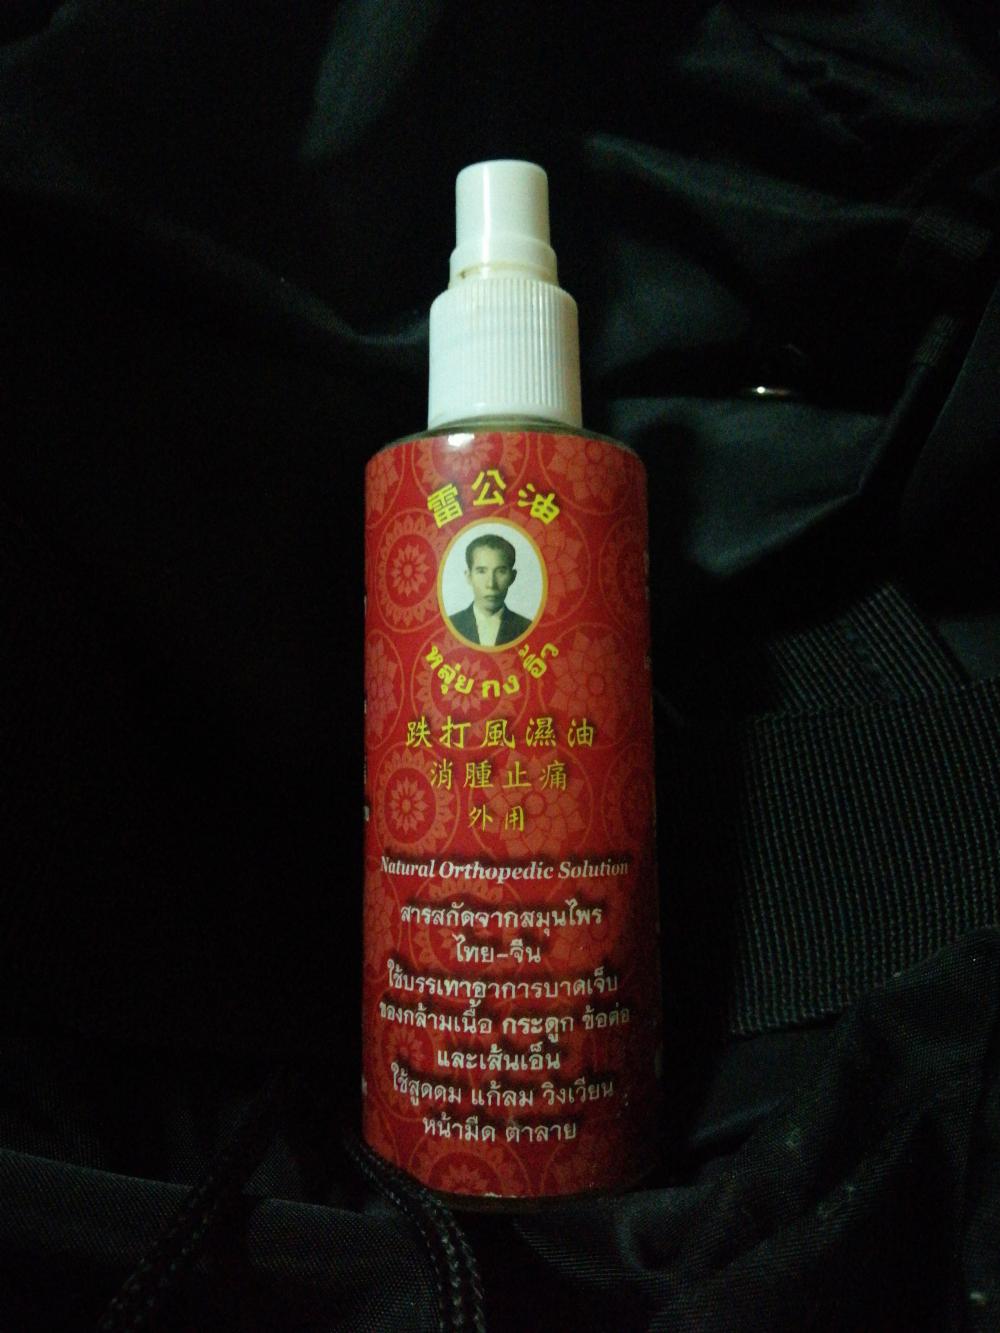 雷公油
หลุ่ย กง อิ๊ว
跌打風濕油
消腫止痛
外用
Natural Orthopedic Solution
สารสกัดจากสมุนไพร
ไทย-จีน
ใช้บรรเทาอาการบาดเจ็บ
ของกล้ามเนื้อ กระดูก ข้อต่อ
และเส้นเอ็น
ใช้สูดดม แก้ลม วิงเวียน
หน้ามืด ตาลาย